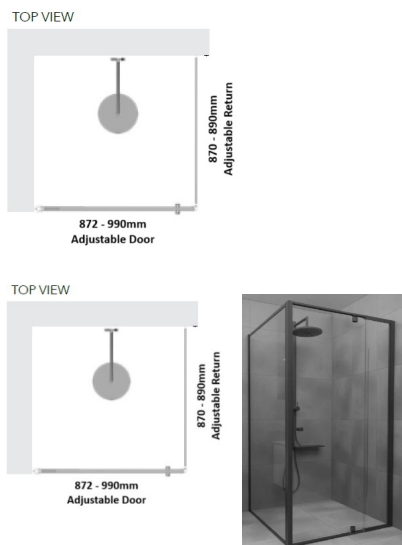 TOP VIEW
870 - 890mm
Adjustable Return
872 - 990mm
Adjustable Door
TOP VIEW
870 - 890mm
Adjustable Return
872 - 990mm
Adjustable Door